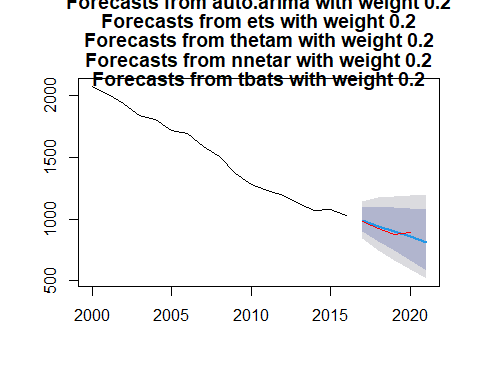 Forecasts from auto.arima with weight 0.2
Forecasts from ets with weight 0.2
Forecasts from thetam with weight 0.2
Forecasts from nnetar with weight 0.2
Forecasts from tbats with weight 0.2
2000
1500
1000
500
2000 2005 2010 2015 2020